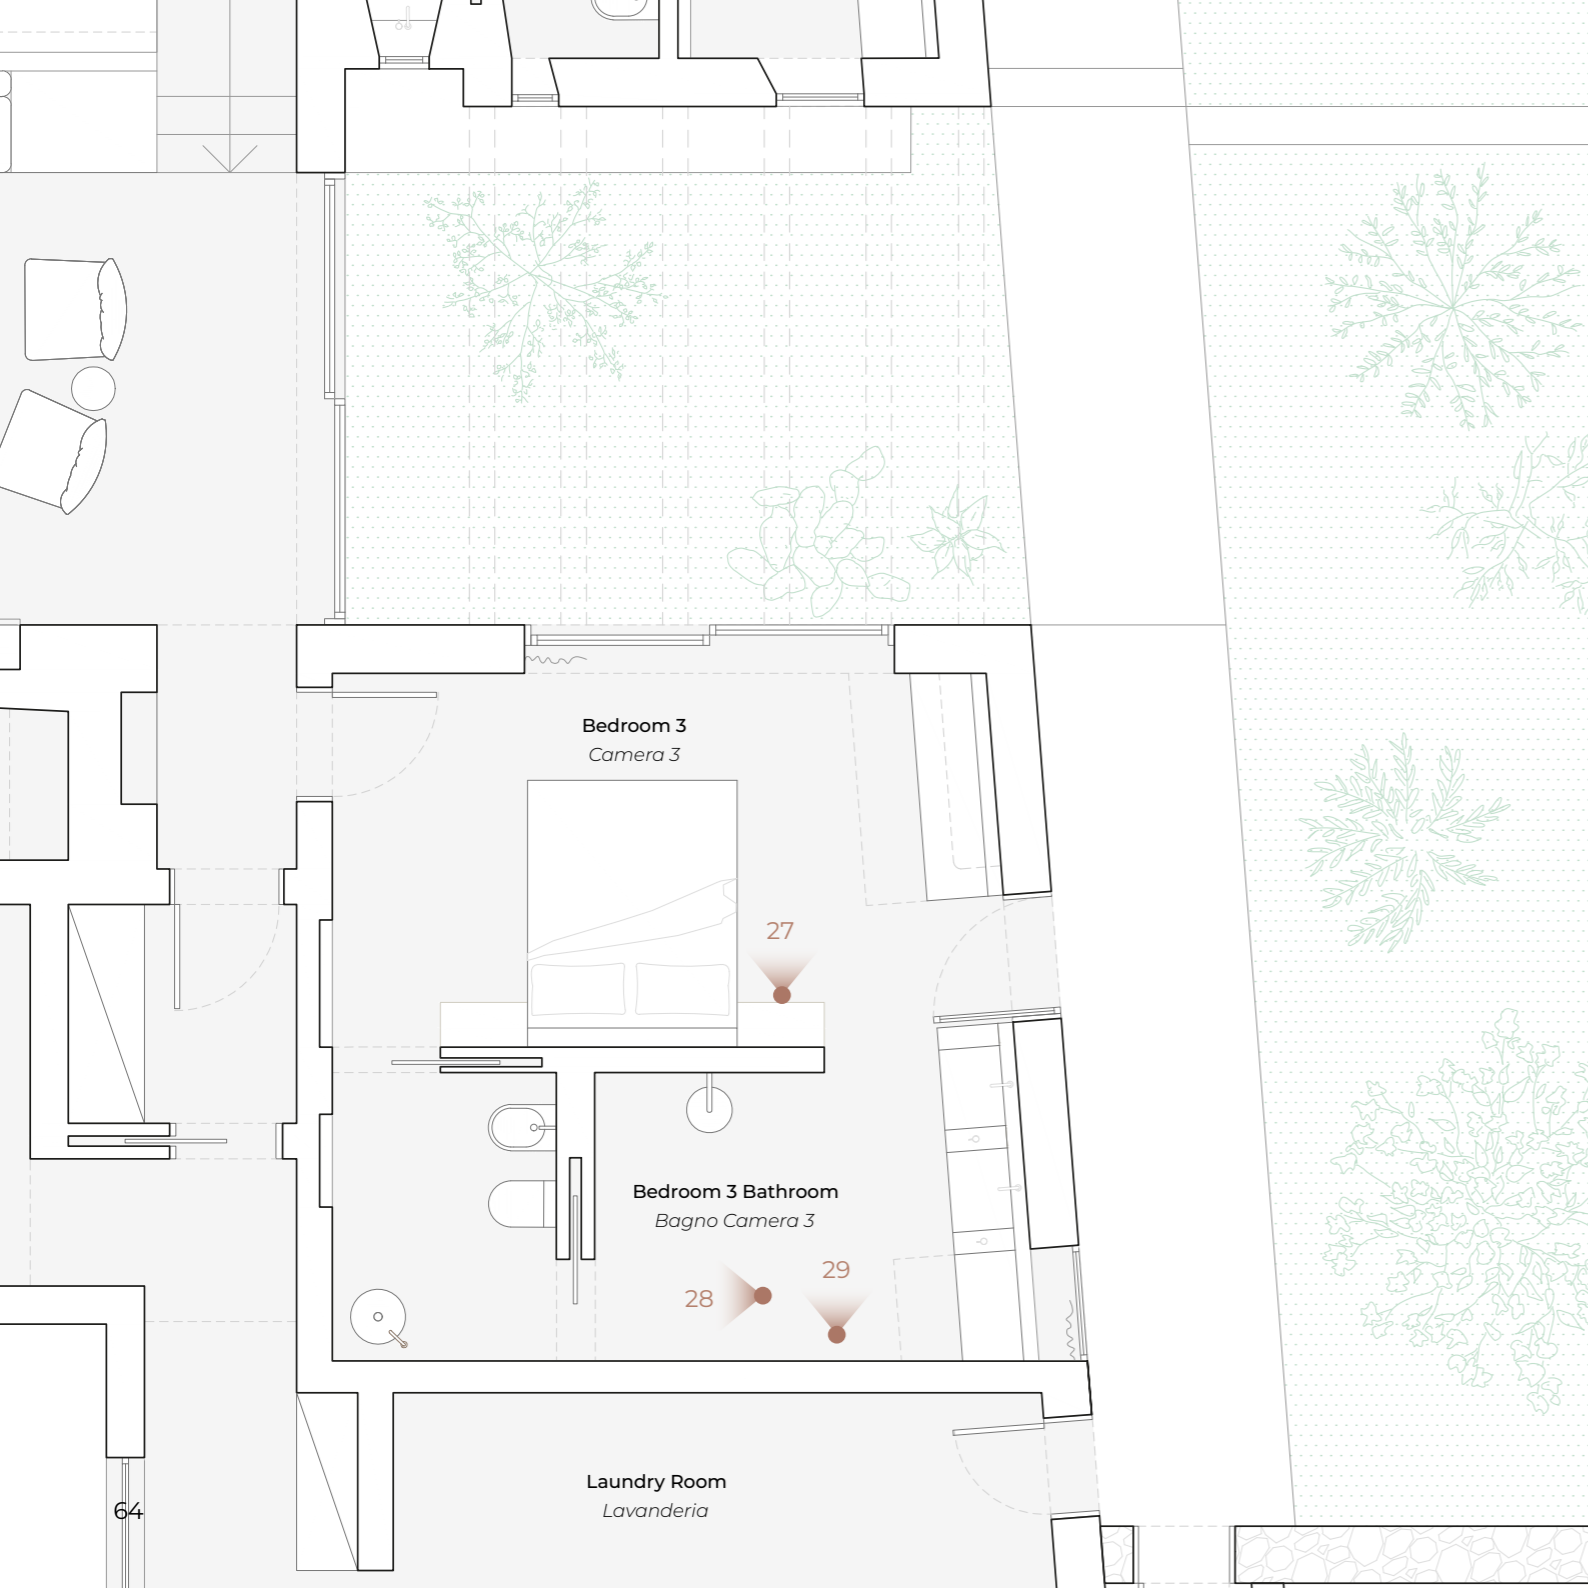 Bedroom 3
Camera 3
27
Bedroom 3 Bathroom
Bagno Camera 3
28
29
Laundry Room
Lavanderia
64